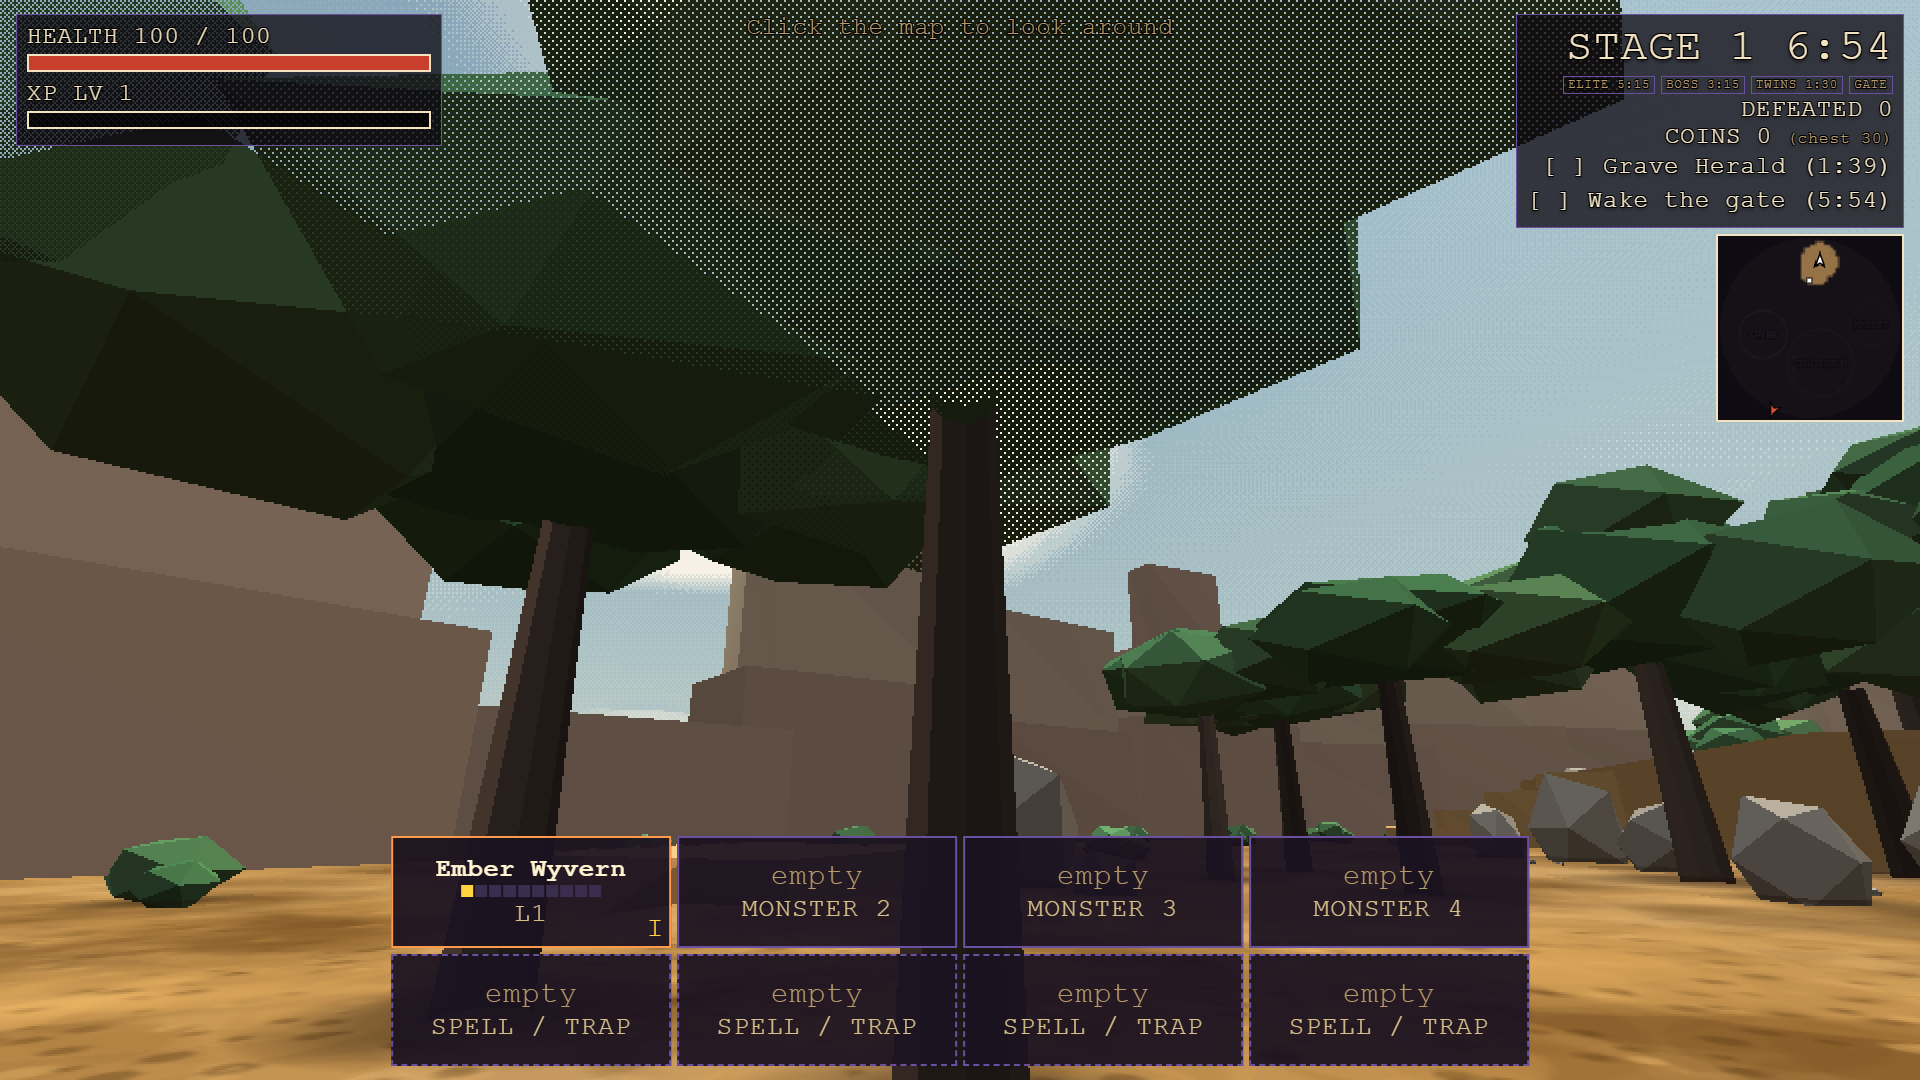 HEALTH 100 / 100
XP LV 1
Click the map to look around
STAGE 1 6:54
ELITE 5:15 BOSS 3:15 TWINS 1:30 GATE
DEFEATED 0
COINS 0 (chest 30)
[ ] Grave Herald (1:39)
[ ] Wake the gate (5:54)
Ember Wyvern
L1
I
empty
MONSTER 2
empty
MONSTER 3
empty
MONSTER 4
empty
SPELL / TRAP
empty
SPELL / TRAP
empty
SPELL / TRAP
empty
SPELL / TRAP